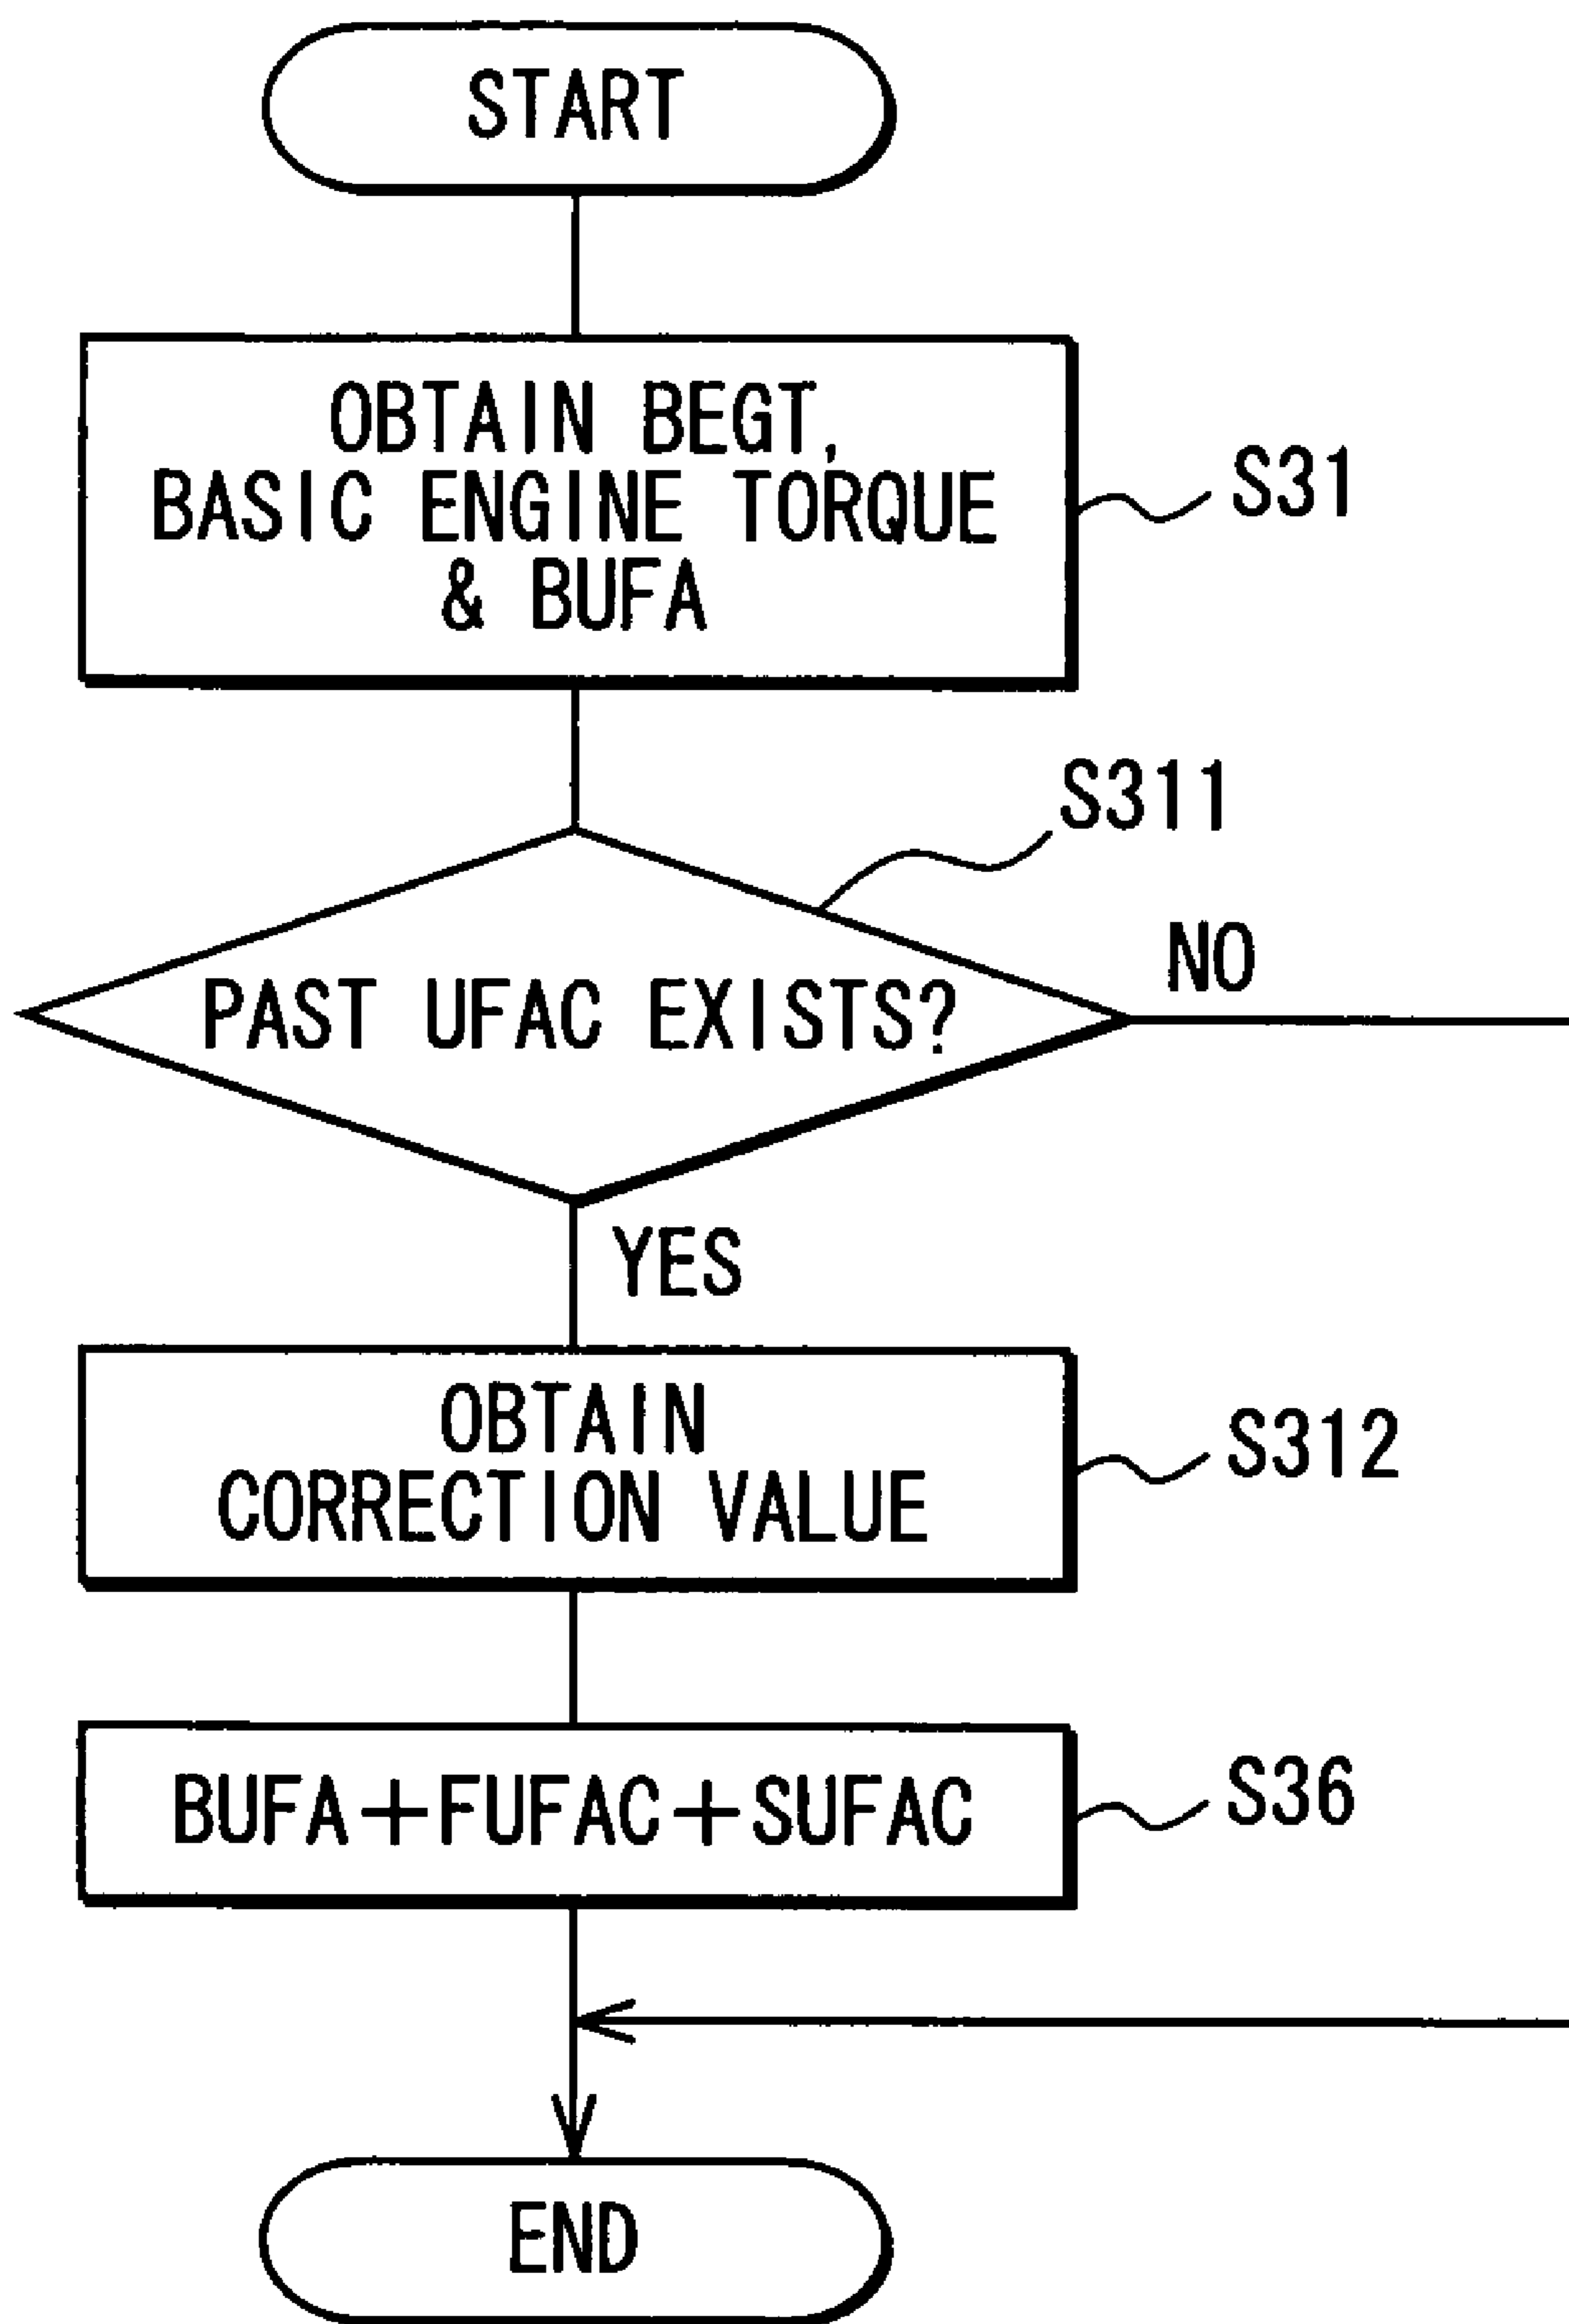 START
OBTAIN BEGT,
BASIC ENGINE TORQUE
& BUFA
S31
S311
PAST UFAC EXISTS?
NO
YES
OBTAIN
CORRECTION VALUE
S312
BUFA+FUFAC+SUFAC
S36
END